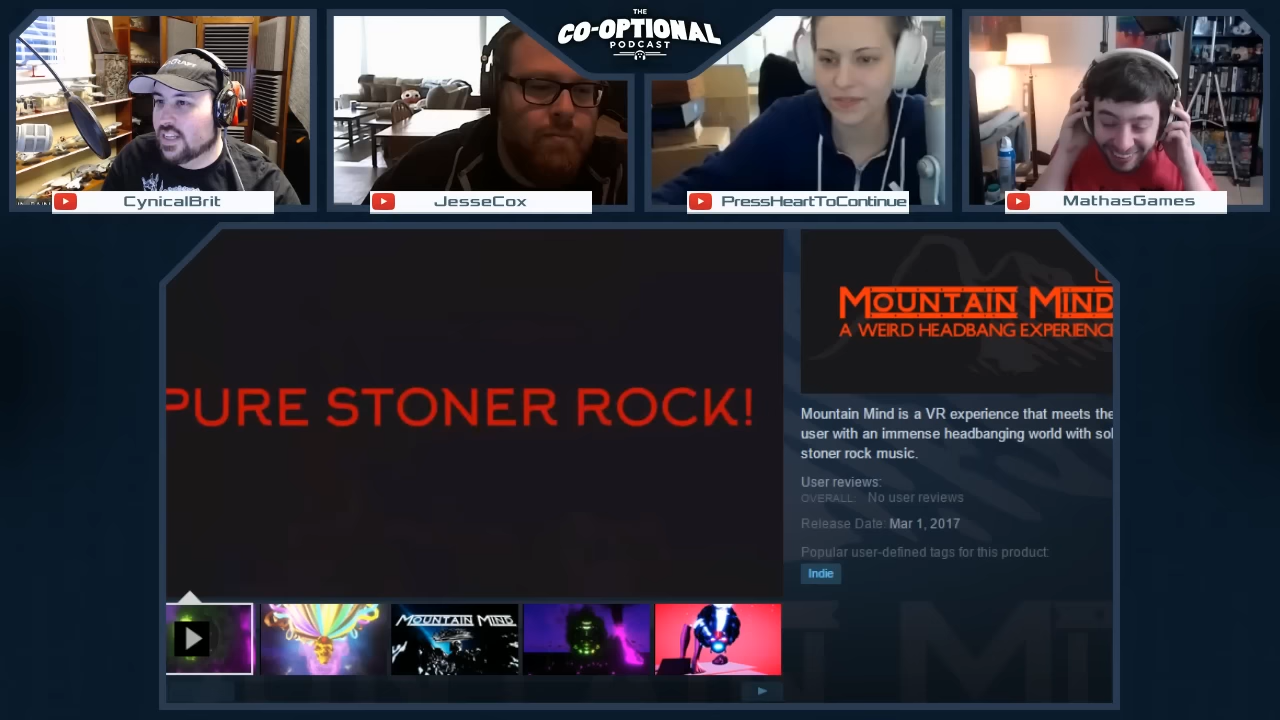 THE
CO-OPTIONAL
PODCAST
CynicalBrit
JesseCox
PressHeartToContinue
MathasGames
PURE STONER ROCK!
MOUNTAIN MIND
A WEIRD HEADBANG EXPERIENC
Mountain Mind is a VR experience that meets the
user with an immense headbanging world with sol
stoner rock music.
User reviews:
OVERALL: No user reviews
Release Date: Mar 1, 2017
Popular user-defined tags for this product:
Indie
MOUNTAIN MIND